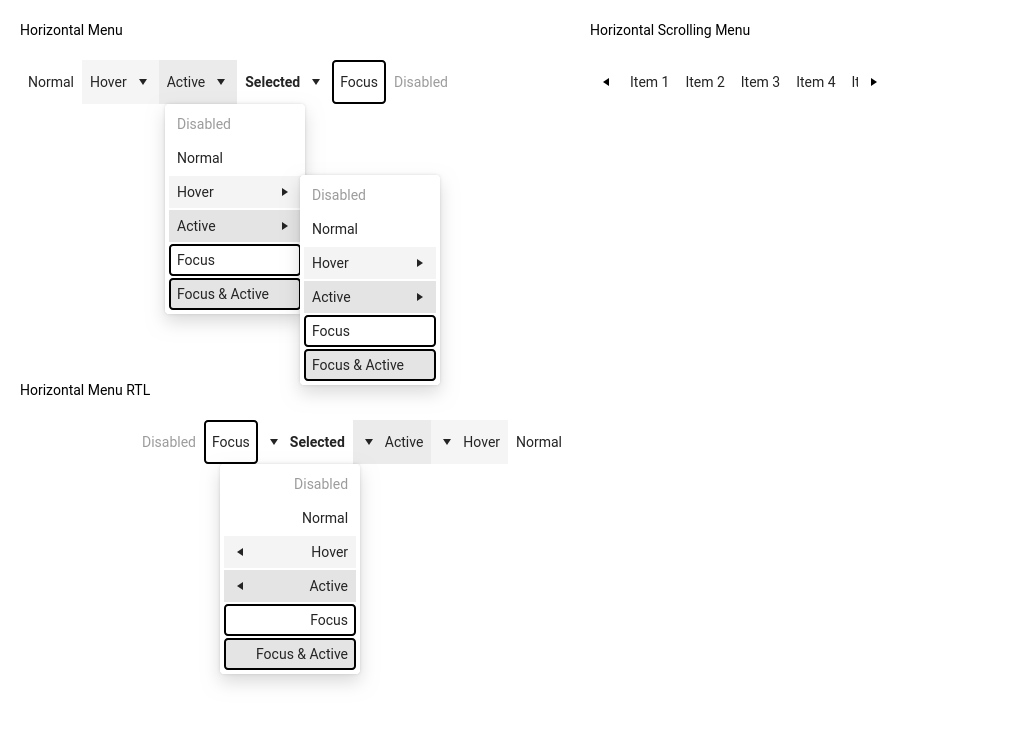 Horizontal Menu
Normal Hover Active Selected Focus Disabled
Disabled
Normal
Hover
Active
Focus
Focus & Active
Disabled
Normal
Hover
Active
Focus
Focus & Active
Horizontal Scrolling Menu
Item 1 Item 2 Item 3 Item 4
Horizontal Menu RTL
Disabled Focus Selected Active Hover Normal
Disabled
Normal
Hover
Active
Focus
Focus & Active